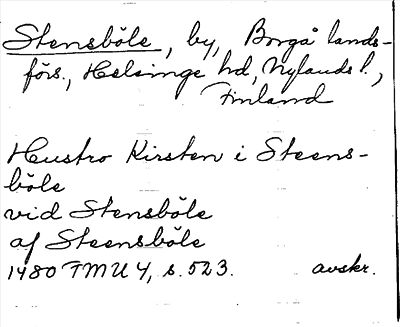 Stensböle, by, Borgå lands-
förs., Helsinge hd, Nylands l.,
Finland
Hustro Kirsten i Steens-
böle
vid Stensböle
af Steensböle
1480 FMU 4, s. 523. avskr.